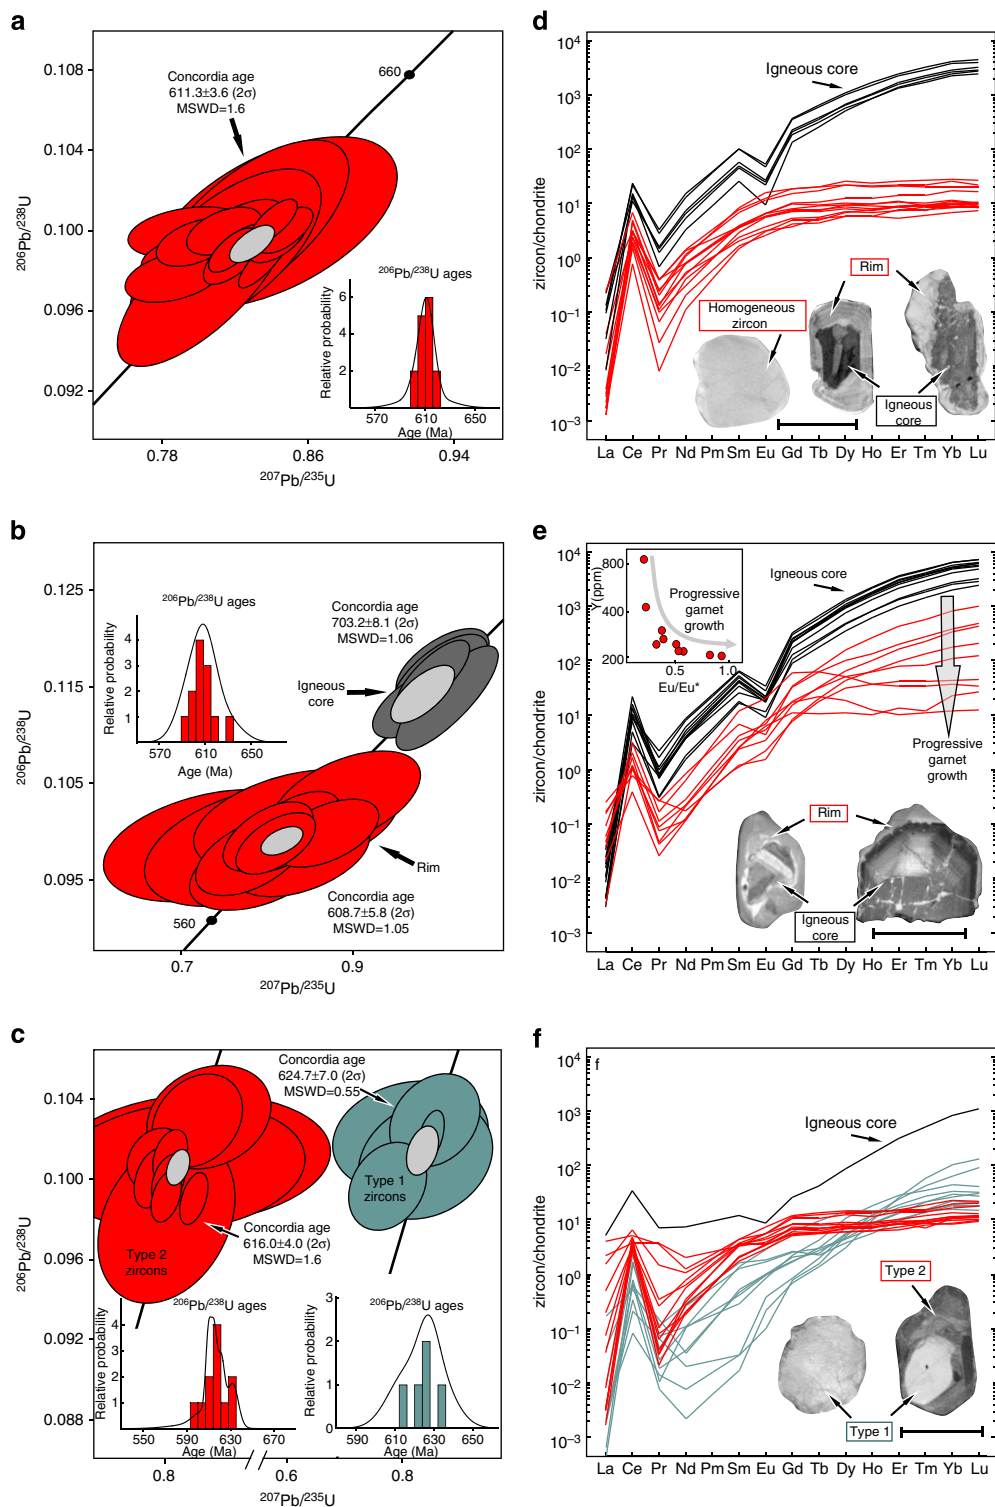 a
0.108
0.104
0.100
0.096
0.092
206Pb/238U
660
Concordia age
611.3±3.6 (2σ)
MSWD=1.6
206Pb/238U ages
Relative probability
6
4
2
570 610 650
Age (Ma)
0.78 0.86 0.94
207Pb/235U
b
0.125
0.115
0.105
0.095
206Pb/238U
206Pb/238U ages
Relative probability
4
3
2
1
570 610 650
Age (Ma)
Concordia age
703.2±8.1 (2σ)
MSWD=1.06
Igneous
core
Rim
560
Concordia age
608.7±5.8 (2σ)
MSWD=1.05
0.7 0.9
207Pb/235U
c
0.104
0.100
0.096
0.092
0.088
206Pb/238U
Concordia age
624.7±7.0 (2σ)
MSWD=0.55
Type 1
zircons
Type 2
zircons
Concordia age
616.0±4.0 (2σ)
MSWD=1.6
206Pb/238U ages
Relative probability
4
3
2
1
550 590 630 670
Age (Ma)
206Pb/238U ages
Relative probability
3
2
1
0
590 610 630 650
Age (Ma)
0.8 0.6 0.8
207Pb/235U
d
10^4
10^3
10^2
10^1
10^0
10^−1
10^−2
10^−3
zircon/chondrite
Igneous core
Rim
Homogeneous
zircon
Igneous
core
La Ce Pr Nd Pm Sm Eu Gd Tb Dy Ho Er Tm Yb Lu
e
10^4
10^3
10^2
10^1
10^0
10^−1
10^−2
10^−3
zircon/chondrite
Y(ppm)
800
400
200
Progressive
garnet
growth
0.5 1.0
Eu/Eu*
Igneous core
Progressive
garnet
growth
Rim
Igneous
core
La Ce Pr Nd Pm Sm Eu Gd Tb Dy Ho Er Tm Yb Lu
f
10^4
10^3
10^2
10^1
10^0
10^−1
10^−2
10^−3
zircon/chondrite
f
Igneous core
Type 2
Type 1
La Ce Pr Nd Pm Sm Eu Gd Tb Dy Ho Er Tm Yb Lu